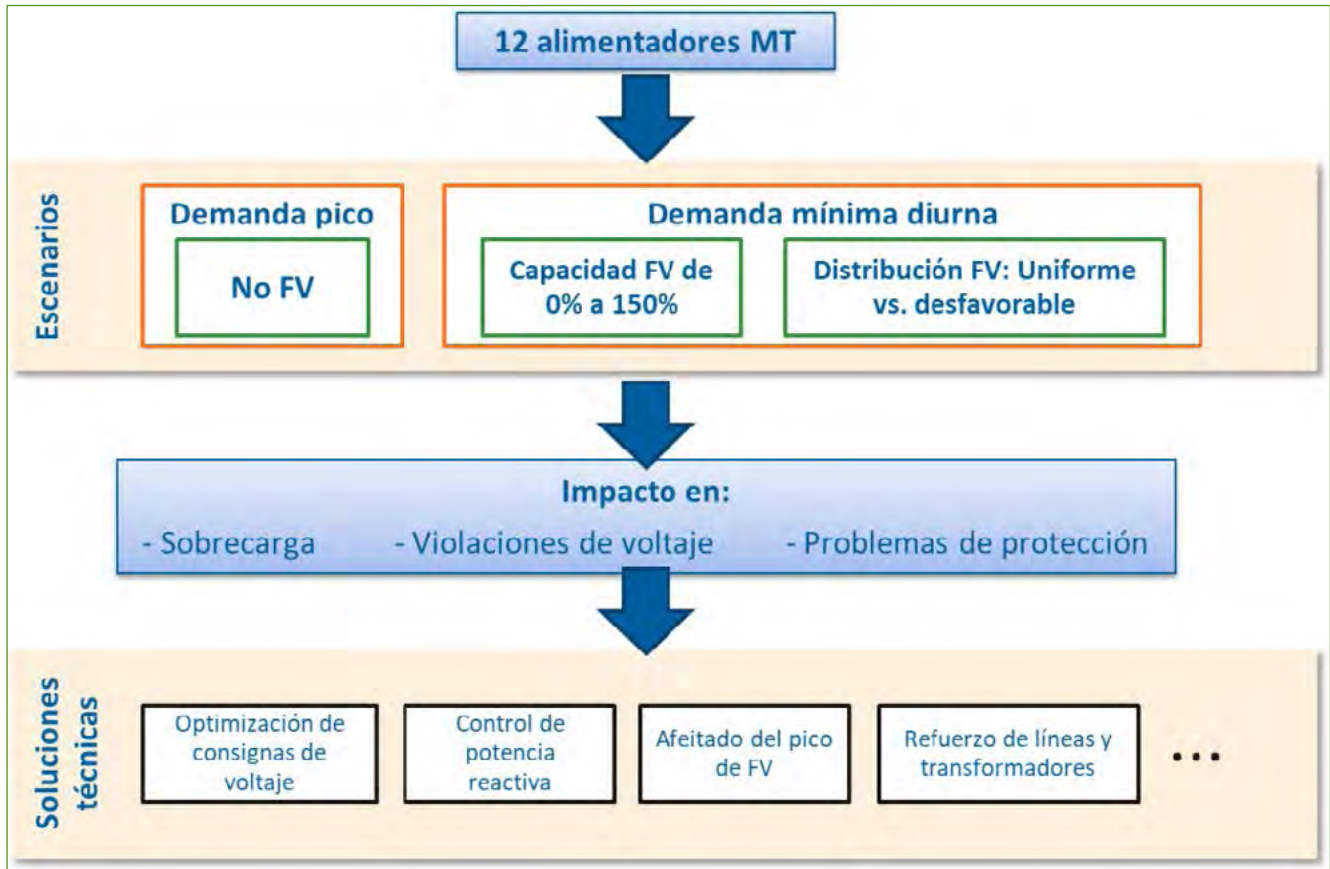 12 alimentadores MT
Escenarios
Demanda pico
No FV
Demanda mínima diurna
Capacidad FV de
0% a 150%
Distribución FV: Uniforme
vs. desfavorable
Impacto en:
- Sobrecarga
- Violaciones de voltaje
- Problemas de protección
Soluciones
técnicas
Optimización de
consignas de
voltaje
Control de
potencia
reactiva
Afeitado del pico
de FV
Refuerzo de líneas y
transformadores
...